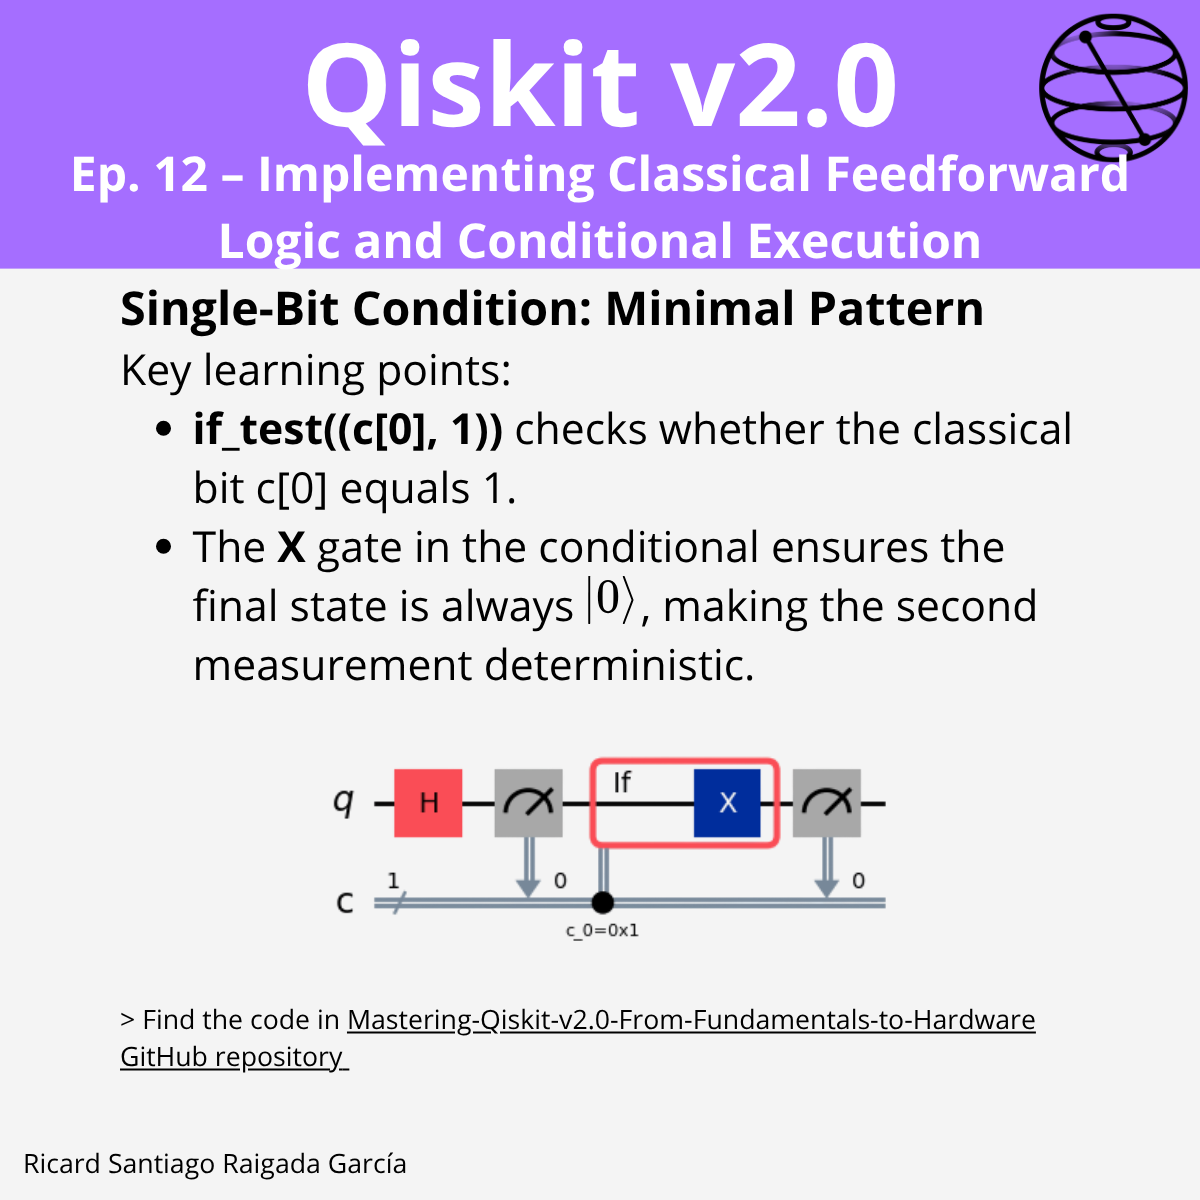 Qiskit v2.0
Ep. 12 – Implementing Classical Feedforward
Logic and Conditional Execution
Single-Bit Condition: Minimal Pattern
Key learning points:
• if_test((c[0], 1)) checks whether the classical
bit c[0] equals 1.
• The X gate in the conditional ensures the
final state is always |0⟩, making the second
measurement deterministic.
If
q H X
1 0 0
c
c_0=0x1
> Find the code in Mastering-Qiskit-v2.0-From-Fundamentals-to-Hardware
GitHub repository
Ricard Santiago Raigada García